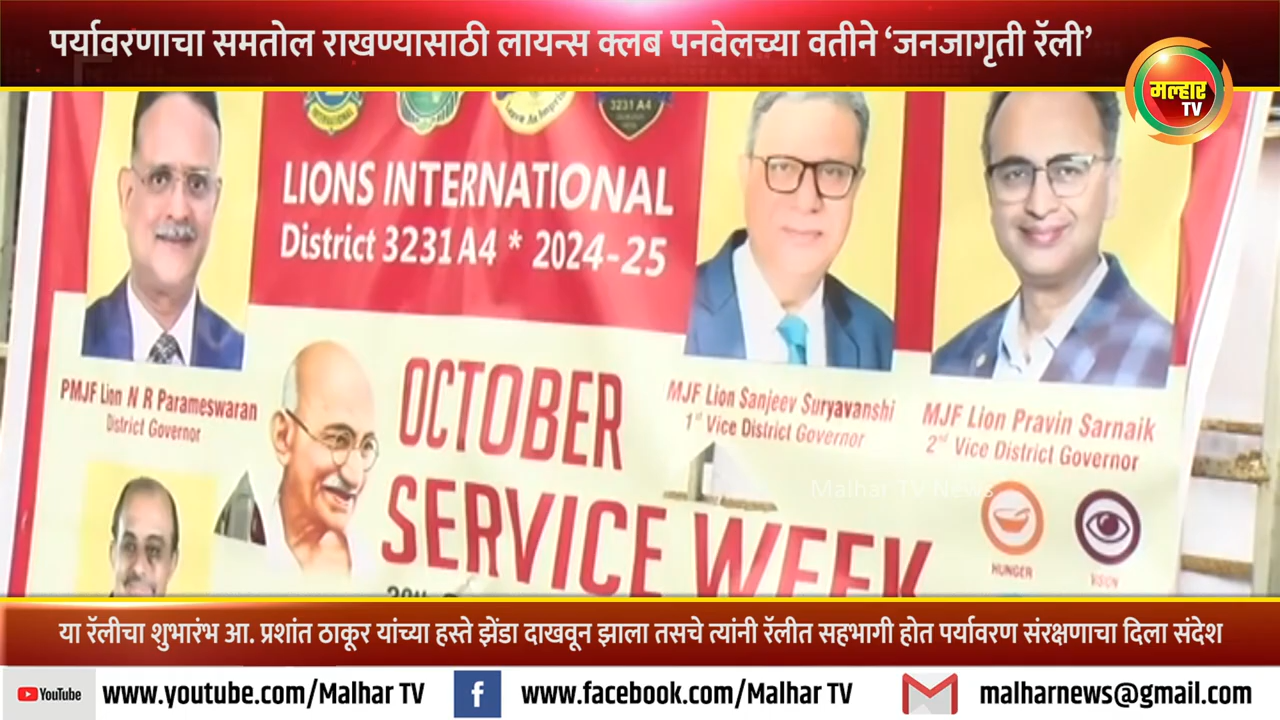 पर्यावरणाचा समतोल राखण्यासाठी लायन्स क्लब पनवेलच्या वतीने ‘जनजागृती रॅली’
मल्हार
TV
INTERNATIONAL
3231 A4
LIONS INTERNATIONAL
District 3231A4 * 2024-25
PMJF Lion N R Parameswaran
District Governor
MJF Lion Sanjeev Suryavanshi
1st Vice District Governor
MJF Lion Pravin Sarnaik
2nd Vice District Governor
OCTOBER
SERVICE WEEK
Malhar TV News
HUNGER
VISION
या रॅलीचा शुभारंभ आ. प्रशांत ठाकूर यांच्या हस्ते झेंडा दाखवून झाला तसचे त्यांनी रॅलीत सहभागी होत पर्यावरण संरक्षणाचा दिला संदेश
YouTube www.youtube.com/Malhar TV f www.facebook.com/Malhar TV malharnews@gmail.com